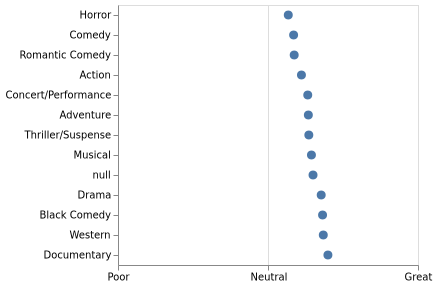 Horror
Comedy
Romantic Comedy
Action
Concert/Performance
Adventure
Thriller/Suspense
Musical
null
Drama
Black Comedy
Western
Documentary
Poor Neutral Great